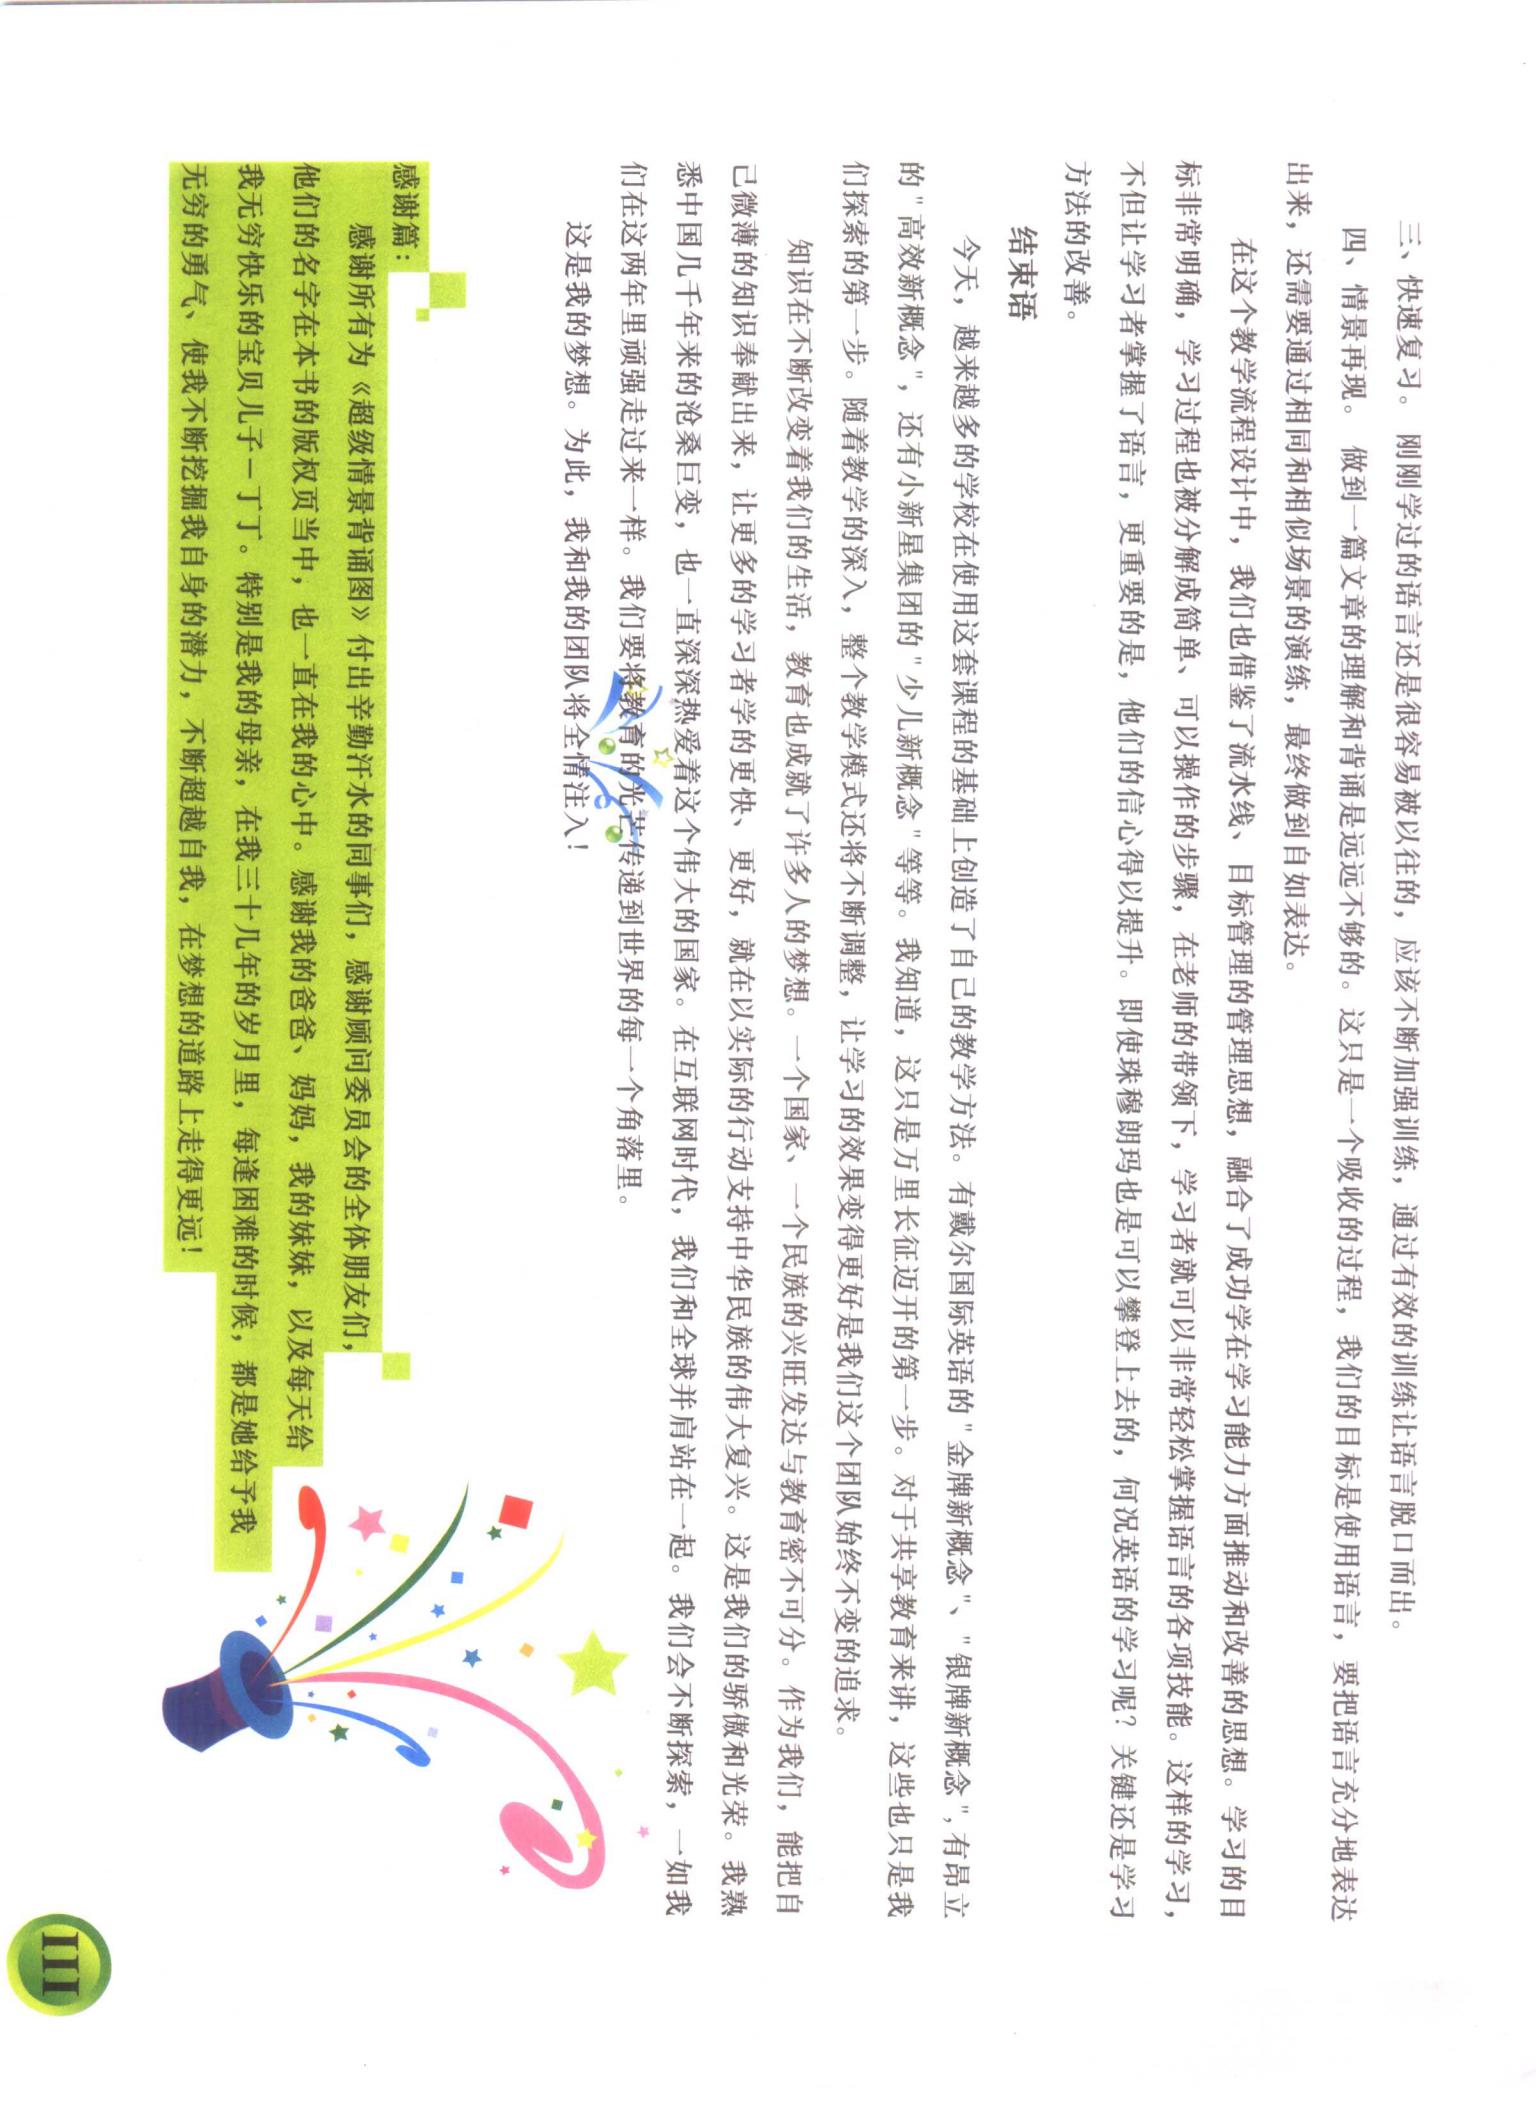 三、快速复习。 刚刚学过的语言还是很容易被以往的，应该不断加强训练，通过有效的训练让语言脱口而出。
四、情景再现。 做到一篇文章的理解和背诵是远远不够的。这只是一个吸收的过程，我们的目标是使用语言，要把语言充分地表达
出来，还需要通过相同和相似场景的演练，最终做到自如表达。
在这个教学流程设计中，我们也借鉴了流水线、目标管理的管理思想，融合了成功学在学习能力方面推动和改善的思想。学习的目
标非常明确，学习过程也被分解成简单、可以操作的步骤，在老师的带领下，学习者就可以非常轻松掌握语言的各项技能。这样的学习，
不但让学习者掌握了语言，更重要的是，他们的信心得以提升。即使珠穆朗玛也是可以攀登上去的，何况英语的学习呢？关键还是学习
方法的改善。
结束语
今天，越来越多的学校在使用这套课程的基础上创造了自己的教学方法。有戴尔国际英语的"金牌新概念"、"银牌新概念"，有昂立
的"高效新概念"，还有小新星集团的"少儿新概念"等等。我知道，这只是万里长征迈开的第一步。对于共享教育来讲，这些也只是我
们探索的第一步。随着教学的深入，整个教学模式还将不断调整，让学习的效果变得更好是我们这个团队始终不变的追求。
知识在不断改变着我们的生活，教育也成就了许多人的梦想。一个国家、一个民族的兴旺发达与教育密不可分。作为我们，能把自
己微薄的知识奉献出来，让更多的学习者学的更快、更好，就在以实际的行动支持中华民族的伟大复兴。这是我们的骄傲和光荣。我熟
悉中国几千年来的沧桑巨变，也一直深深热爱着这个伟大的国家。在互联网时代，我们和全球并肩站在一起。我们会不断探索，一如我
们在这两年里顽强走过来一样。我们要将教育的光芒传递到世界的每一个角落里。
这是我的梦想。为此，我和我的团队将全情注入！
感谢篇：
感谢所有为《超级情景背诵图》付出辛勤汗水的同事们，感谢顾问委员会的全体朋友们，
他们的名字在本书的版权页当中，也一直在我的心中。感谢我的爸爸、妈妈，我的妹妹，以及每天给
我无穷快乐的宝贝儿子－丁丁。特别是我的母亲，在我三十几年的岁月里，每逢困难的时候，都是她给予我
无穷的勇气、使我不断挖掘我自身的潜力，不断超越自我，在梦想的道路上走得更远！
III